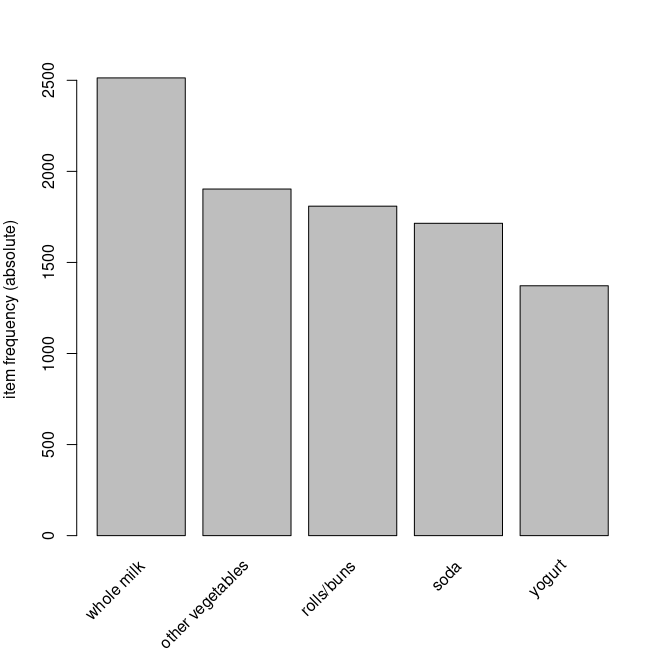 item frequency (absolute)
2500
2000
1500
1000
500
0
whole milk
other vegetables
rolls/buns
soda
yogurt